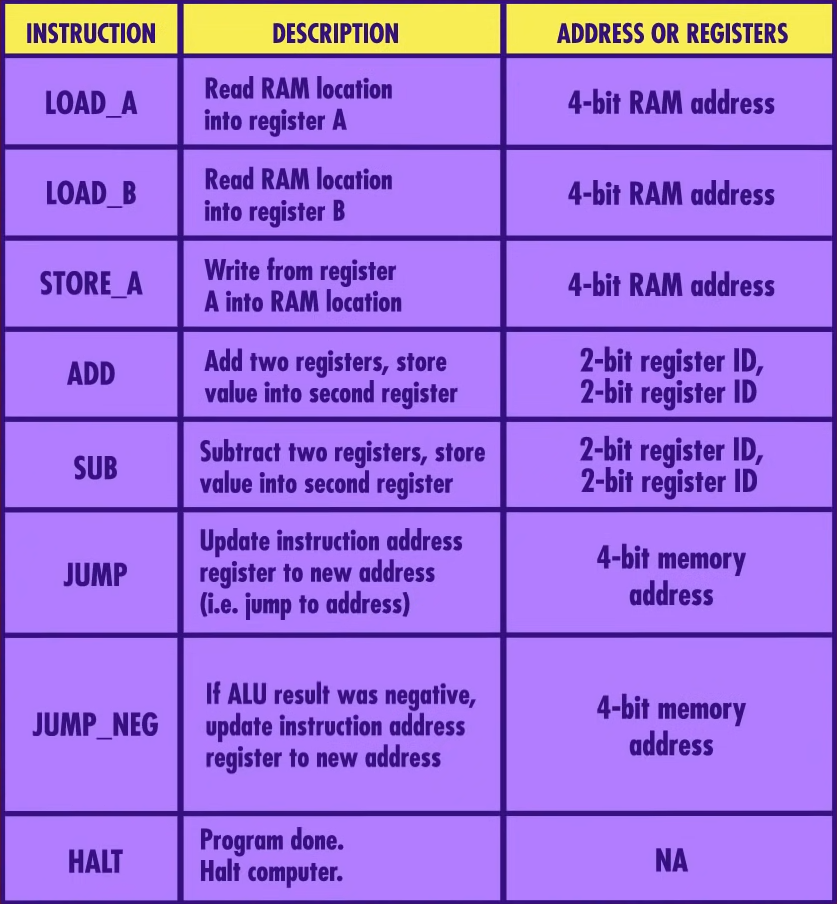 INSTRUCTION DESCRIPTION ADDRESS OR REGISTERS
LOAD_A
Read RAM location
into register A
4-bit RAM address
LOAD_B
Read RAM location
into register B
4-bit RAM address
STORE_A
Write from register
A into RAM location
4-bit RAM address
ADD
Add two registers, store
value into second register
2-bit register ID,
2-bit register ID
SUB
Subtract two registers, store
value into second register
2-bit register ID,
2-bit register ID
JUMP
Update instruction address
register to new address
(i.e. jump to address)
4-bit memory
address
JUMP_NEG
If ALU result was negative,
update instruction address
register to new address
4-bit memory
address
HALT
Program done.
Halt computer.
NA